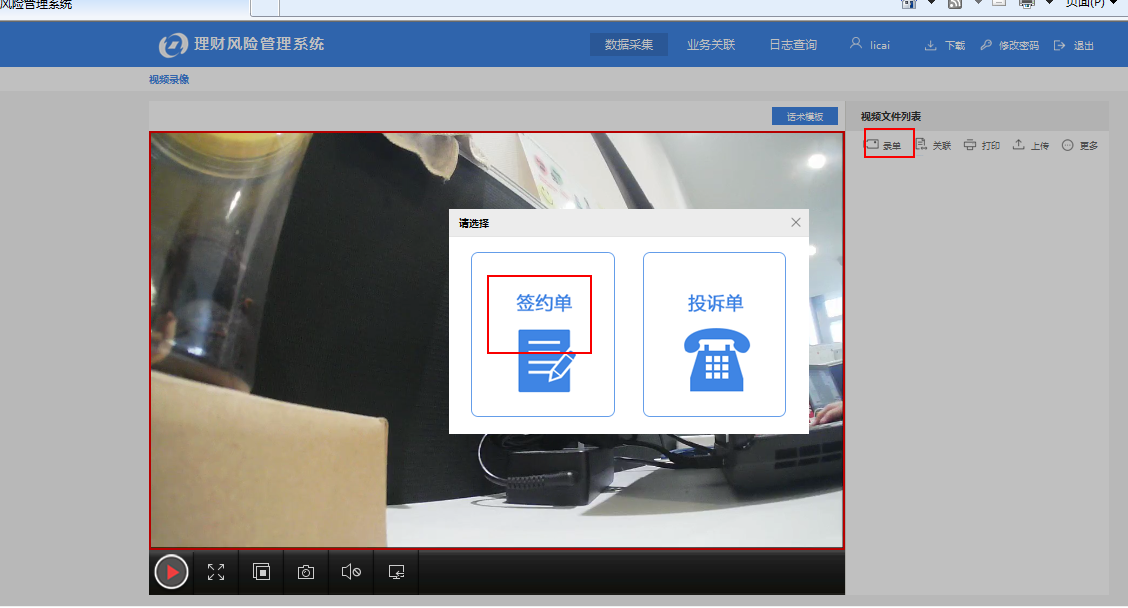 风险管理系统
页面(P)
理财风险管理系统
数据采集
业务关联
日志查询
licai
下载
修改密码
退出
视频录像
话术模板
视频文件列表
录单
关联
打印
上传
更多
请选择
签约单
投诉单